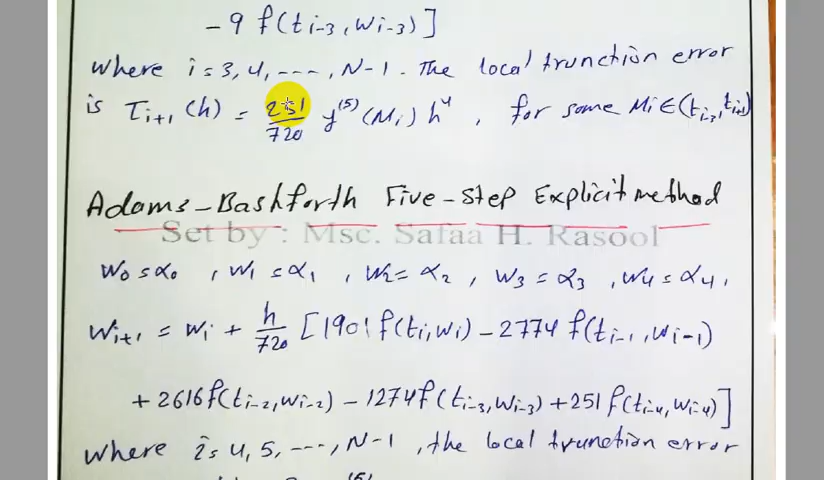 - 9 f(ti-3, wi-3)]
where i = 3, 4, ---, N-1. The local trunction error
is Ti+1 (h) = 251/720 y^(5) (Mi) h^4 , for some Mi ∈ (ti-3, ti+1)
Adams-Bashforth Five-Step Explicit method
Set by : Msc. Safaa H. Rasool
w0 = α0 , w1 = α1 , w2 = α2 , w3 = α3 , w4 = α4 ,
wi+1 = wi + h/720 [1901 f(ti, wi) - 2774 f(ti-1, wi-1)
+ 2616 f(ti-2, wi-2) - 1274 f(ti-3, wi-3) + 251 f(ti-4, wi-4)]
where i = 4, 5, ---, N-1 , the local trunction error